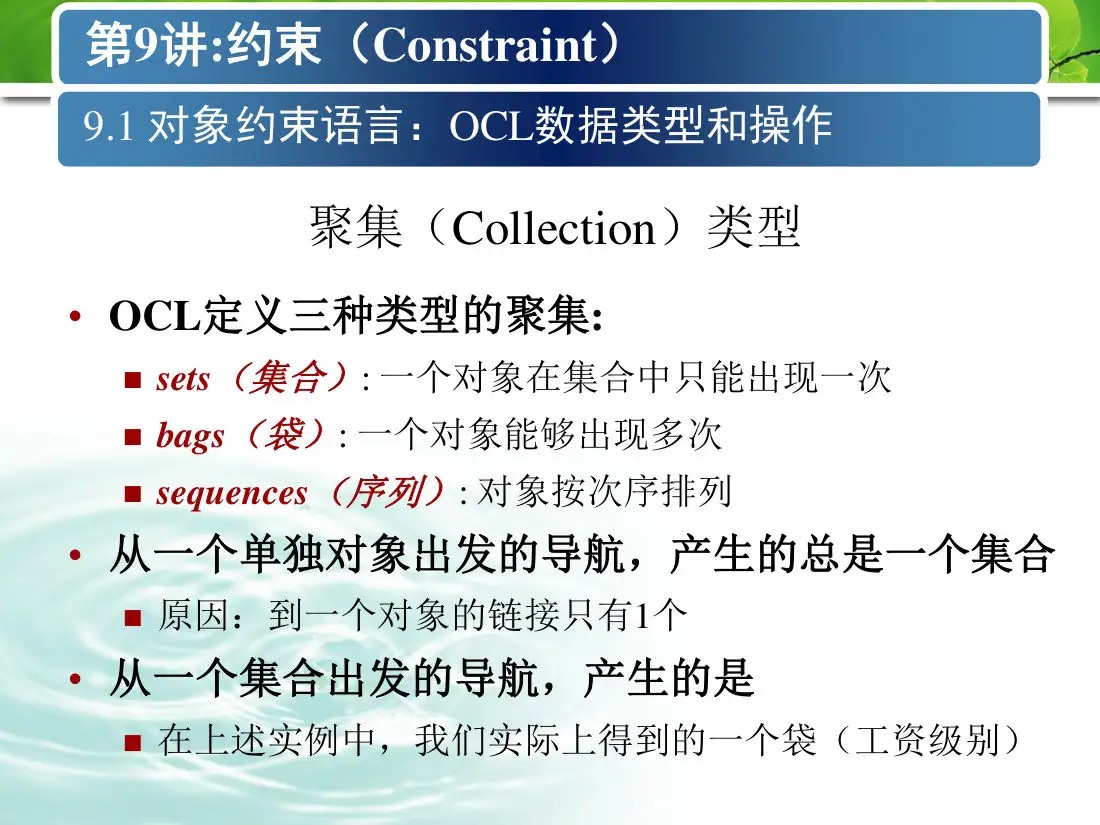 第9讲:约束（Constraint）
9.1 对象约束语言：OCL数据类型和操作
聚集（Collection）类型
• OCL定义三种类型的聚集:
■ sets（集合）: 一个对象在集合中只能出现一次
■ bags（袋）: 一个对象能够出现多次
■ sequences（序列）: 对象按次序排列
• 从一个单独对象出发的导航，产生的总是一个集合
■ 原因：到一个对象的链接只有1个
• 从一个集合出发的导航，产生的是
■ 在上述实例中，我们实际上得到的一个袋（工资级别）